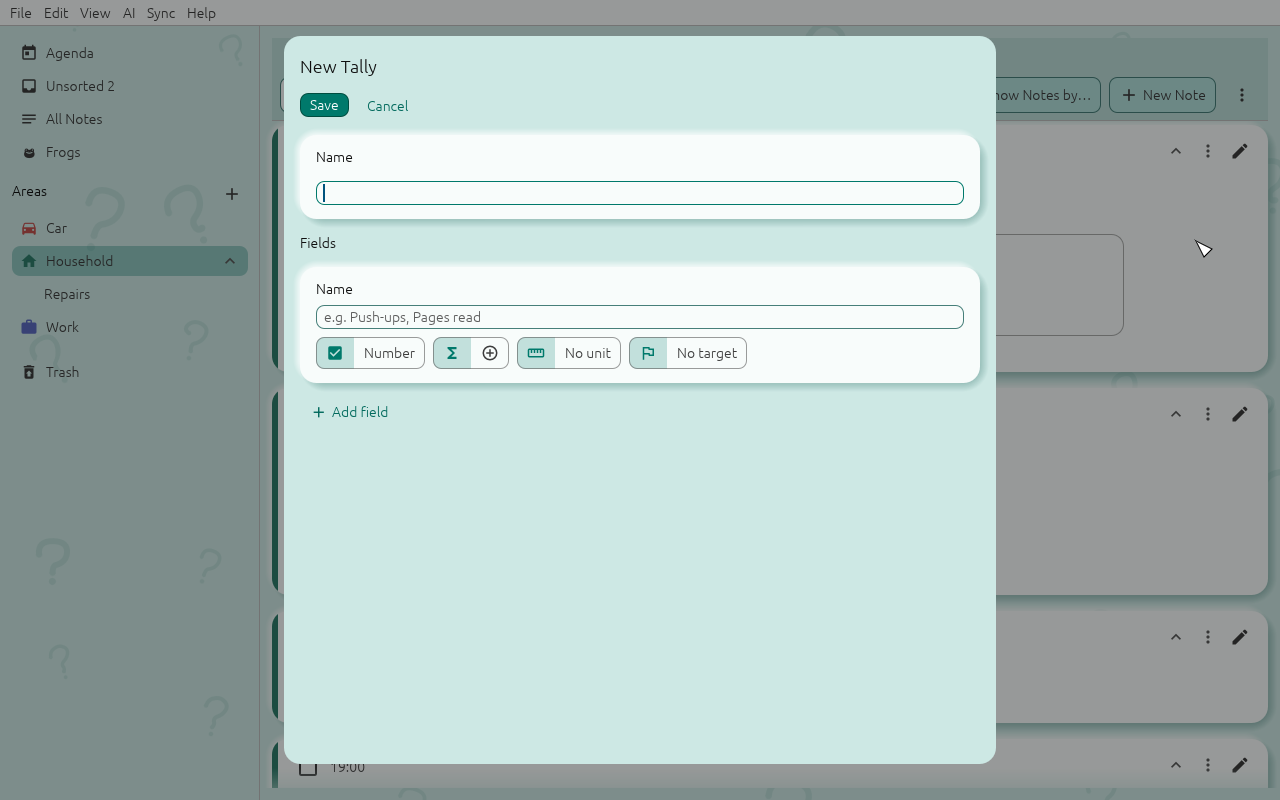 File Edit View AI Sync Help
Agenda
Unsorted 2
All Notes
Frogs
Areas
Car
Household
Repairs
Work
Trash
New Tally
Save Cancel
Name
Fields
Name
e.g. Push-ups, Pages read
Number No unit No target
Add field
Notes by…
New Note
19:00